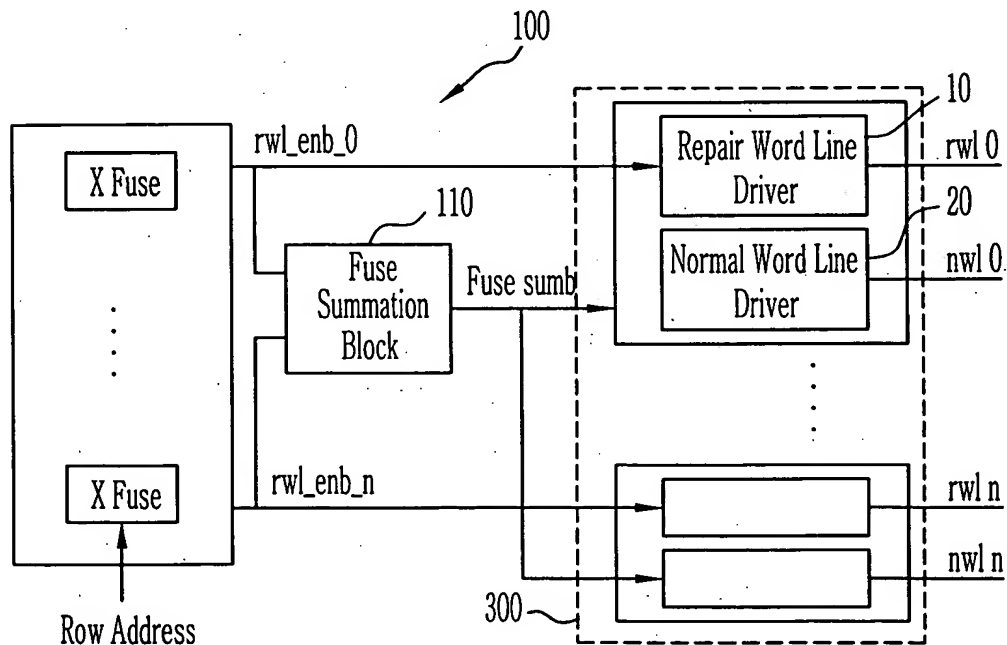 100
10
X Fuse
rwl_enb_0
Repair Word Line
Driver
rwl 0
110
20
Fuse
Summation
Block
Fuse sumb
Normal Word Line
Driver
nwl 0
X Fuse
rwl_enb_n
rwl n
nwl n
300
Row Address